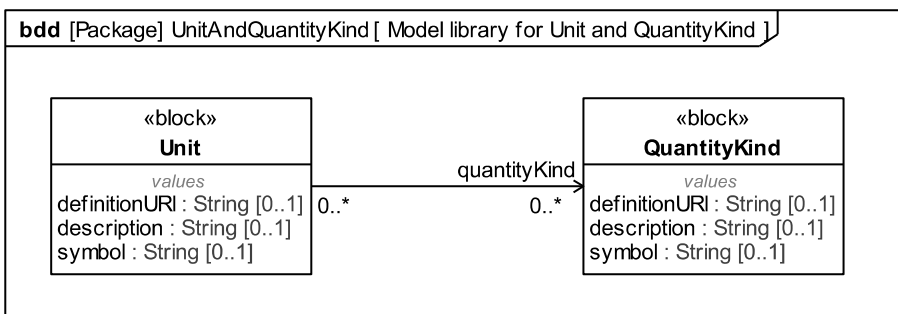 bdd [Package] UnitAndQuantityKind [ Model library for Unit and QuantityKind ]
«block»
Unit
values
definitionURI : String [0..1]
description : String [0..1]
symbol : String [0..1]
quantityKind
0..*
0..*
«block»
QuantityKind
values
definitionURI : String [0..1]
description : String [0..1]
symbol : String [0..1]